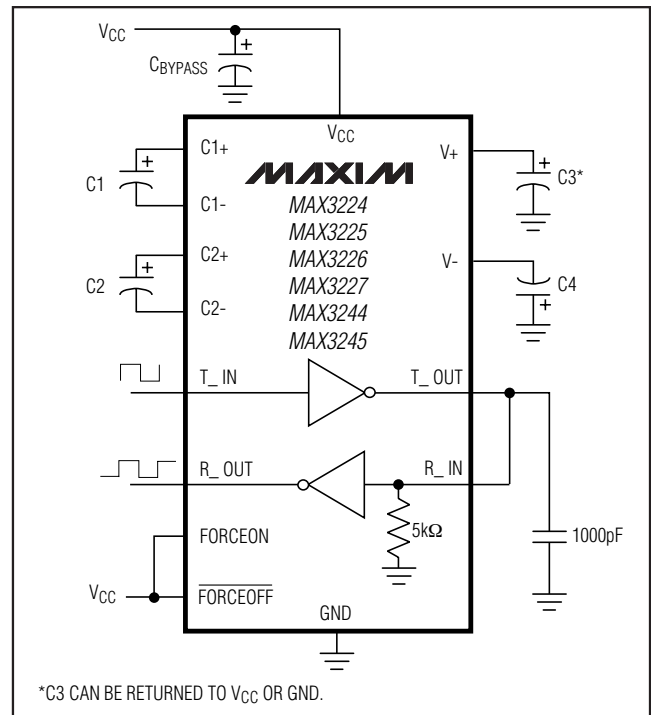 VCC
CBYPASS
VCC
C1+
V+
C1
C3*
C1-
MAXIM
MAX3224
MAX3225
C2+
MAX3226
V-
C2
MAX3227
C4
C2-
MAX3244
MAX3245
T_ IN
T_ OUT
R_ OUT
R_ IN
5kΩ
1000pF
FORCEON
VCC
FORCEOFF
GND
*C3 CAN BE RETURNED TO VCC OR GND.